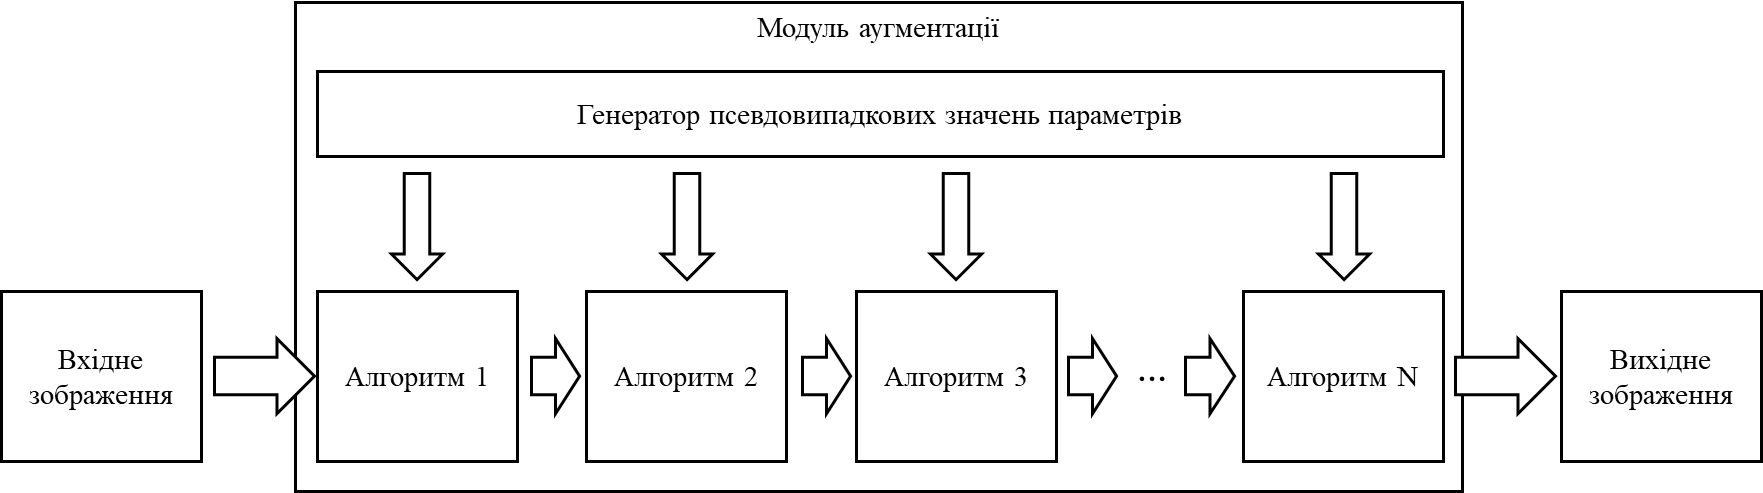 Модуль аугментації
Генератор псевдовипадкових значень параметрів
Вхідне
зображення
Алгоритм 1
Алгоритм 2
Алгоритм 3
...
Алгоритм N
Вихідне
зображення